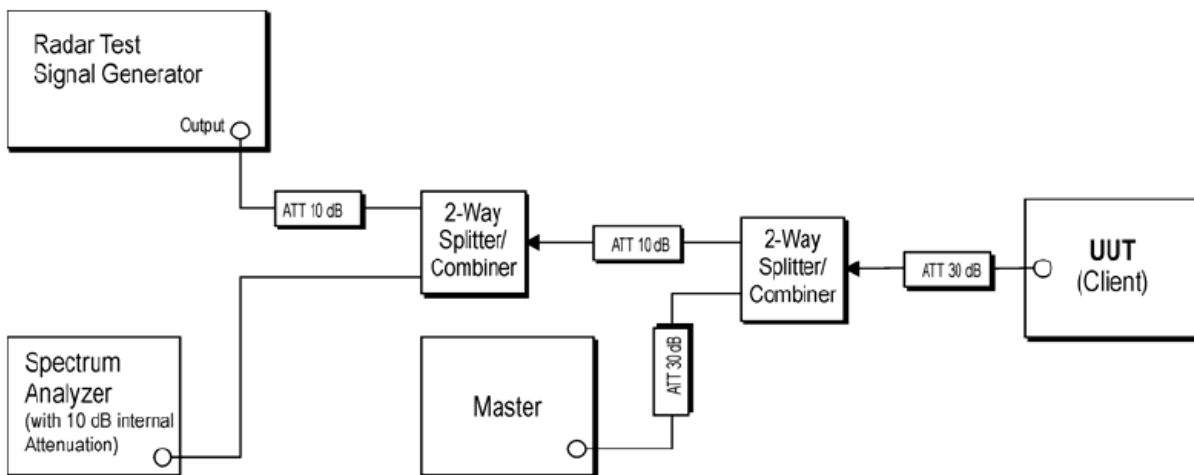 Radar Test
Signal Generator
Output
ATT 10 dB
2-Way
Splitter/
Combiner
ATT 10 dB
2-Way
Splitter/
Combiner
ATT 30 dB
UUT
(Client)
Spectrum
Analyzer
(with 10 dB internal
Attenuation)
Master
ATT 30 dB